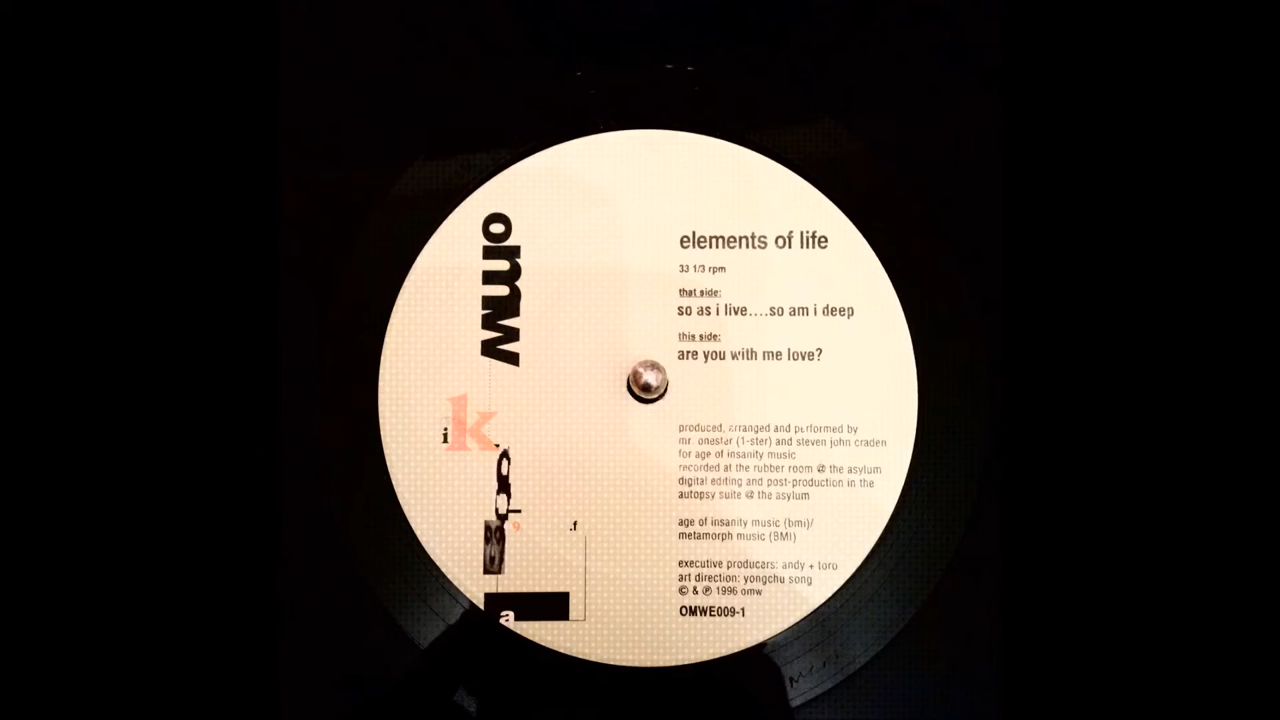 omw
i
k
g
.f
a
elements of life
33 1/3 rpm
that side:
so as i live....so am i deep
this side:
are you with me love?
produced, arranged and performed by
mr. onester (1-ster) and steven john craden
for age of insanity music
recorded at the rubber room @ the asylum
digital editing and post-production in the
autopsy suite @ the asylum
age of insanity music (bmi)/
metamorph music (BMI)
executive producers: andy + toro
art direction: yongchu song
© & ℗ 1996 omw
OMWE009-1